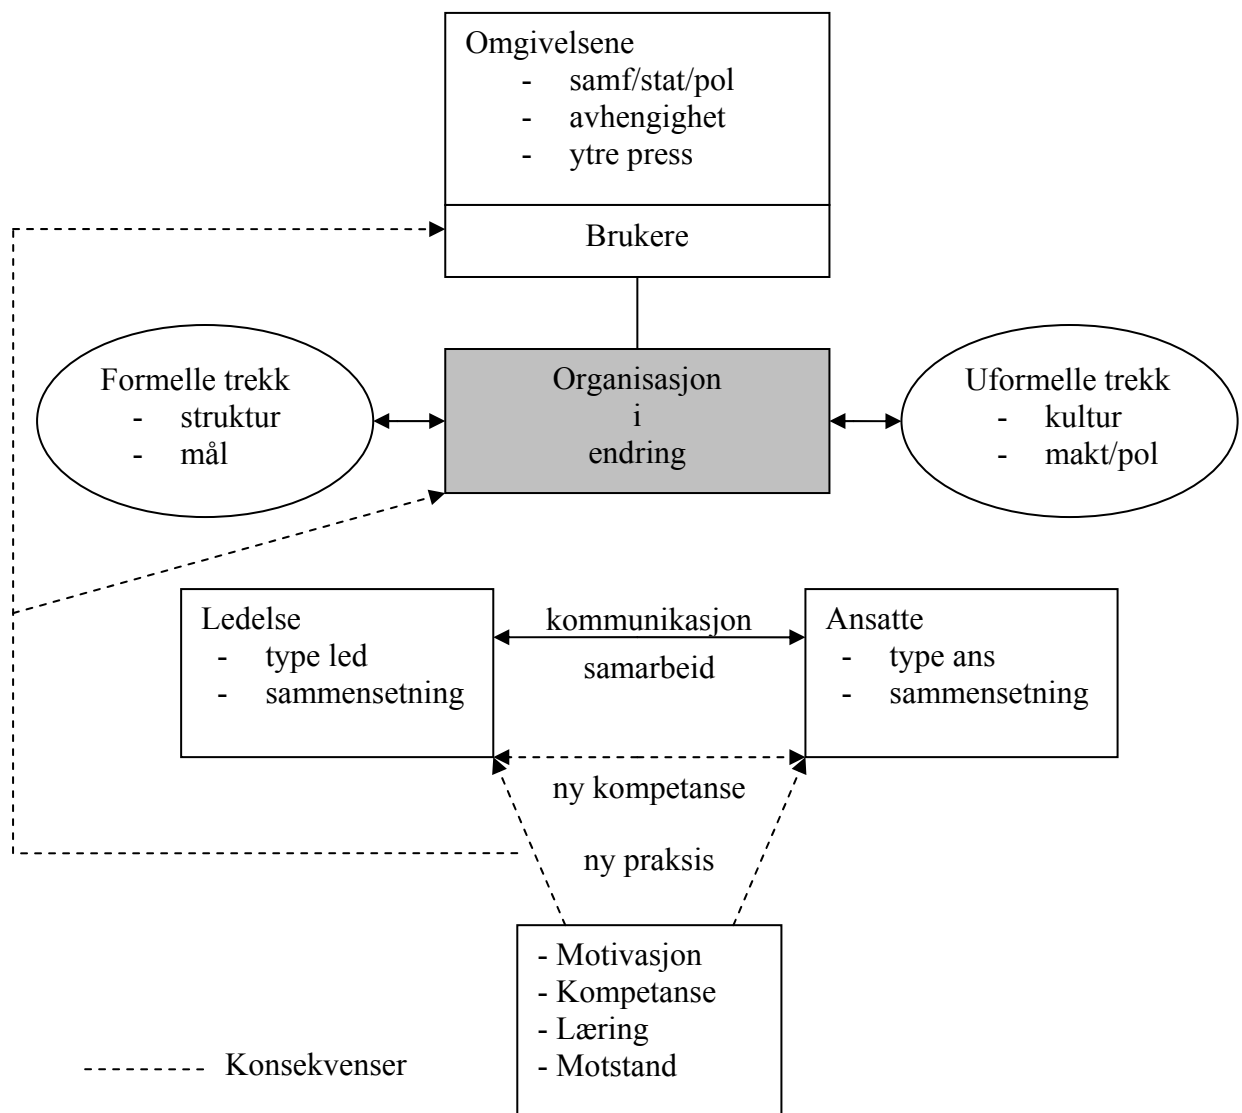 Omgivelsene
- samf/stat/pol
- avhengighet
- ytre press
Brukere
Formelle trekk
- struktur
- mål
Organisasjon
i
endring
Uformelle trekk
- kultur
- makt/pol
Ledelse
- type led
- sammensetning
kommunikasjon
samarbeid
Ansatte
- type ans
- sammensetning
ny kompetanse
ny praksis
- Motivasjon
- Kompetanse
- Læring
- Motstand
Konsekvenser